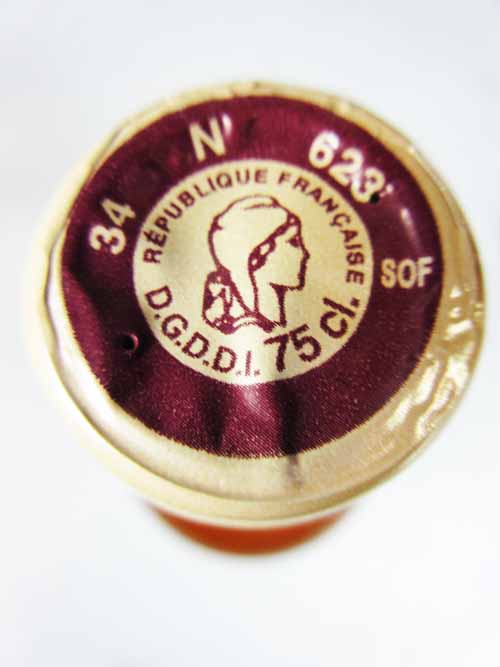 34 N 623 SOF
RÉPUBLIQUE FRANÇAISE
D.G.D.D.I. 75 Cl.